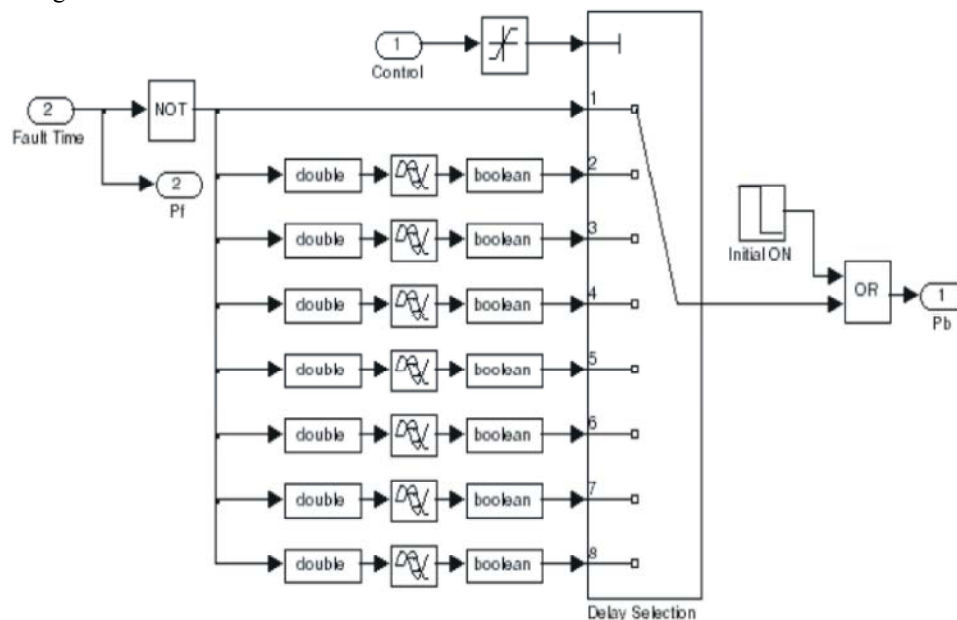 1
Control
2
Fault Time
NOT
1
2
Pf
double
boolean
2
double
boolean
3
Initial ON
double
boolean
4
OR
1
Pb
double
boolean
5
double
boolean
6
double
boolean
7
double
boolean
8
Delay Selection